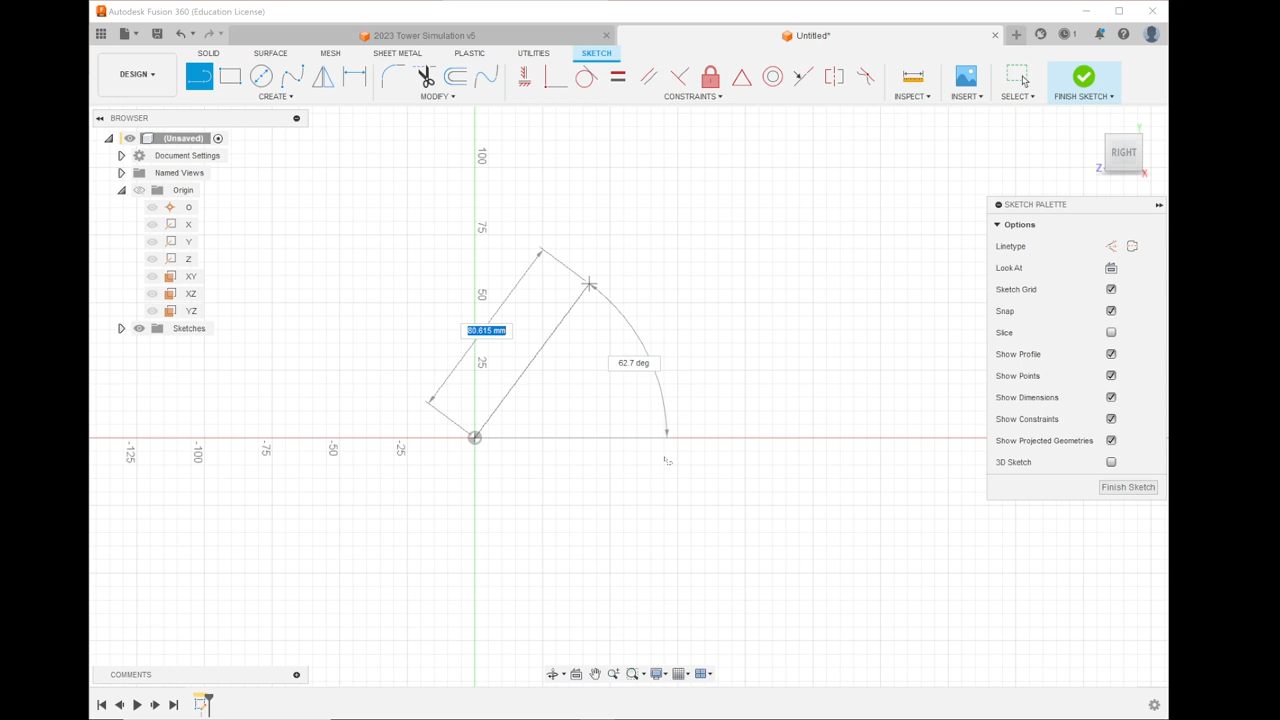 Autodesk Fusion 360 (Education License)
2023 Tower Simulation v5
Untitled*
1
SOLID SURFACE MESH SHEET METAL PLASTIC UTILITIES SKETCH
DESIGN ▾
CREATE ▾ MODIFY ▾ CONSTRAINTS ▾ INSPECT ▾ INSERT ▾ SELECT ▾ FINISH SKETCH ▾
BROWSER
(Unsaved)
Document Settings
Named Views
Origin
O
X
Y
Z
XY
XZ
YZ
Sketches
100
75
50
25
-125
-100
-75
-50
-25
80.615 mm
62.7 deg
Y
RIGHT
Z
X
SKETCH PALETTE
Options
Linetype
Look At
Sketch Grid
Snap
Slice
Show Profile
Show Points
Show Dimensions
Show Constraints
Show Projected Geometries
3D Sketch
Finish Sketch
COMMENTS